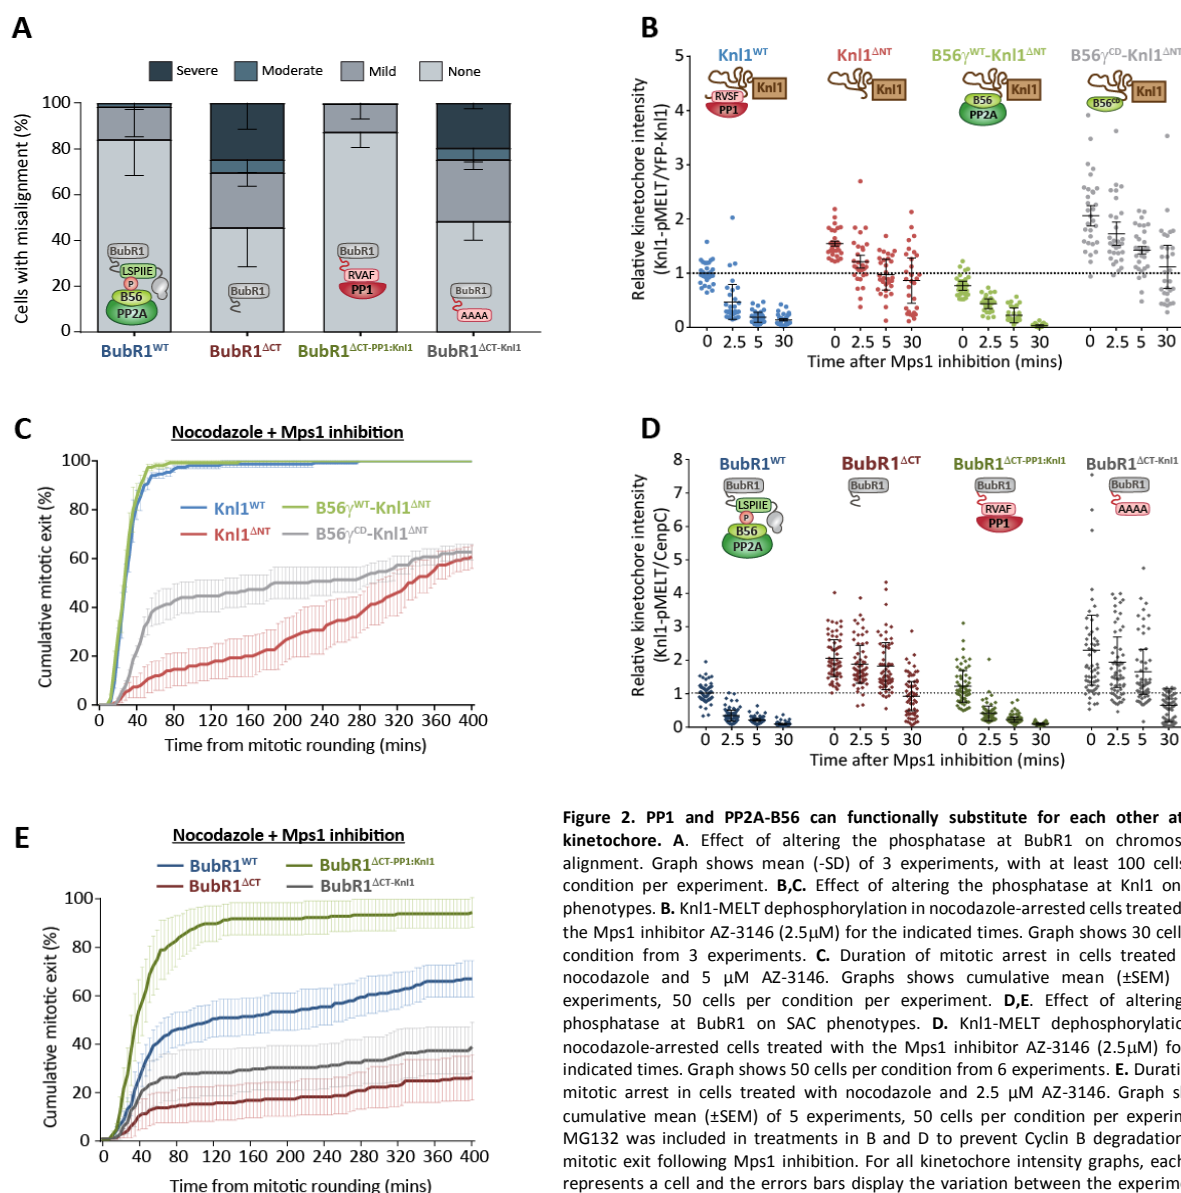 A
Severe
Moderate
Mild
None
Cells with misalignment (%)
100
80
60
40
20
0
BubR1
LSPIIE
P
B56
PP2A
BubR1
BubR1
RVAF
PP1
BubR1
AAAA
BubR1WT
BubR1ΔCT
BubR1ΔCT-PP1:Knl1
BubR1ΔCT-Knl1
B
Relative kinetochore intensity
(Knl1-pMELT/YFP-Knl1)
5
4
3
2
1
0
Knl1WT
Knl1ΔNT
B56γWT-Knl1ΔNT
B56γCD-Knl1ΔNT
RVSF
PP1
Knl1
Knl1
B56
PP2A
Knl1
B56CD
Knl1
0 2.5 5 30 0 2.5 5 30 0 2.5 5 30 0 2.5 5 30
Time after Mps1 inhibition (mins)
C
Nocodazole + Mps1 inhibition
Cumulative mitotic exit (%)
100
80
60
40
20
0
Knl1WT
B56γWT-Knl1ΔNT
Knl1ΔNT
B56γCD-Knl1ΔNT
0 40 80 120 160 200 240 280 320 360 400
Time from mitotic rounding (mins)
D
Relative kinetochore intensity
(Knl1-pMELT/CenpC)
8
7
6
5
4
3
2
1
0
BubR1WT
BubR1ΔCT
BubR1ΔCT-PP1:Knl1
BubR1ΔCT-Knl1
BubR1
LSPIIE
P
B56
PP2A
BubR1
BubR1
RVAF
PP1
BubR1
AAAA
0 2.5 5 30 0 2.5 5 30 0 2.5 5 30 0 2.5 5 30
Time after Mps1 inhibition (mins)
E
Nocodazole + Mps1 inhibition
BubR1WT
BubR1ΔCT-PP1:Knl1
BubR1ΔCT
BubR1ΔCT-Knl1
Cumulative mitotic exit (%)
100
80
60
40
20
0
0 40 80 120 160 200 240 280 320 360 400
Time from mitotic rounding (mins)
Figure 2. PP1 and PP2A-B56 can functionally substitute for each other at
kinetochore. A. Effect of altering the phosphatase at BubR1 on chromos
alignment. Graph shows mean (-SD) of 3 experiments, with at least 100 cells
condition per experiment. B,C. Effect of altering the phosphatase at Knl1 on
phenotypes. B. Knl1-MELT dephosphorylation in nocodazole-arrested cells treated
the Mps1 inhibitor AZ-3146 (2.5μM) for the indicated times. Graph shows 30 cell
condition from 3 experiments. C. Duration of mitotic arrest in cells treated
nocodazole and 5 μM AZ-3146. Graphs shows cumulative mean (±SEM)
experiments, 50 cells per condition per experiment. D,E. Effect of altering
phosphatase at BubR1 on SAC phenotypes. D. Knl1-MELT dephosphorylatio
nocodazole-arrested cells treated with the Mps1 inhibitor AZ-3146 (2.5μM) fo
indicated times. Graph shows 50 cells per condition from 6 experiments. E. Durati
mitotic arrest in cells treated with nocodazole and 2.5 μM AZ-3146. Graph s
cumulative mean (±SEM) of 5 experiments, 50 cells per condition per experin
MG132 was included in treatments in B and D to prevent Cyclin B degradation
mitotic exit following Mps1 inhibition. For all kinetochore intensity graphs, each
represents a cell and the errors bars display the variation between the experime